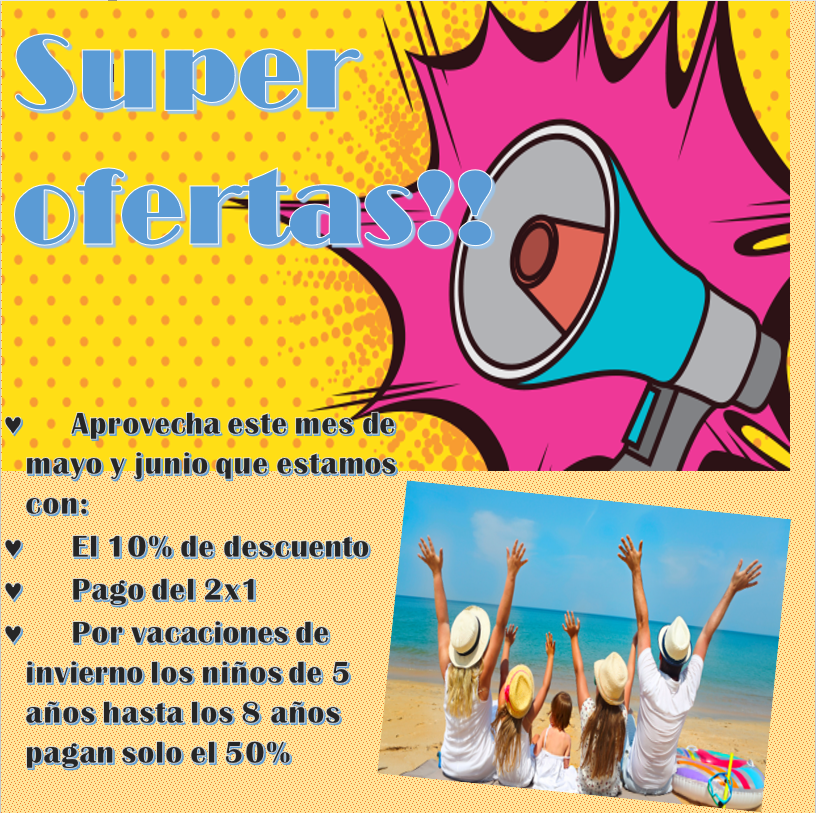 Super
ofertas!!
♥ Aprovecha este mes de
mayo y junio que estamos
con:
♥ El 10% de descuento
♥ Pago del 2x1
♥ Por vacaciones de
invierno los niños de 5
años hasta los 8 años
pagan solo el 50%